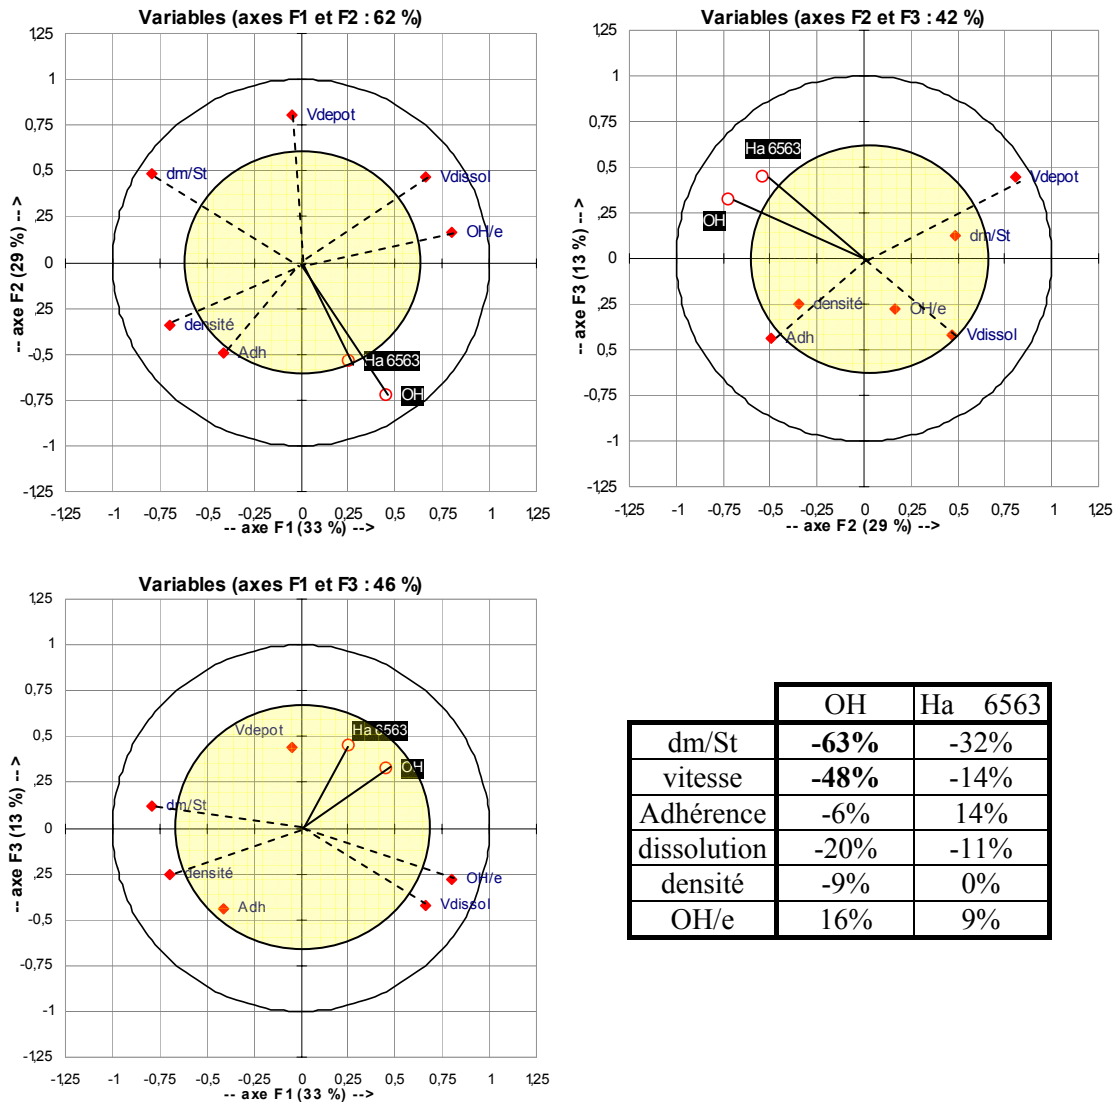 Variables (axes F1 et F2 : 62 %)
1,25
1
0,75
0,5
0,25
0
-0,25
-0,5
-0,75
-1
-1,25
-- axe F2 (29 %) -->
Vdepot
dm/St
Vdissol
OH/e
densité
Adh
Ha 6563
OH
-1,25 -1 -0,75 -0,5 -0,25 0 0,25 0,5 0,75 1 1,25
-- axe F1 (33 %) -->
Variables (axes F2 et F3 : 42 %)
1,25
1
0,75
0,5
0,25
0
-0,25
-0,5
-0,75
-1
-1,25
-- axe F3 (13 %) -->
Ha 6563
Vdepot
OH
dm/St
densité
OH/e
Adh
Vdissol
-1,25 -1 -0,75 -0,5 -0,25 0 0,25 0,5 0,75 1 1,25
-- axe F2 (29 %) -->
Variables (axes F1 et F3 : 46 %)
1,25
1
0,75
0,5
0,25
0
-0,25
-0,5
-0,75
-1
-1,25
-- axe F3 (13 %) -->
Vdepot
Ha 6563
OH
dm/St
densité
OH/e
Adh
Vdissol
-1,25 -1 -0,75 -0,5 -0,25 0 0,25 0,5 0,75 1 1,25
-- axe F1 (33 %) -->
OH Ha 6563
dm/St -63% -32%
vitesse -48% -14%
Adhérence -6% 14%
dissolution -20% -11%
densité -9% 0%
OH/e 16% 9%